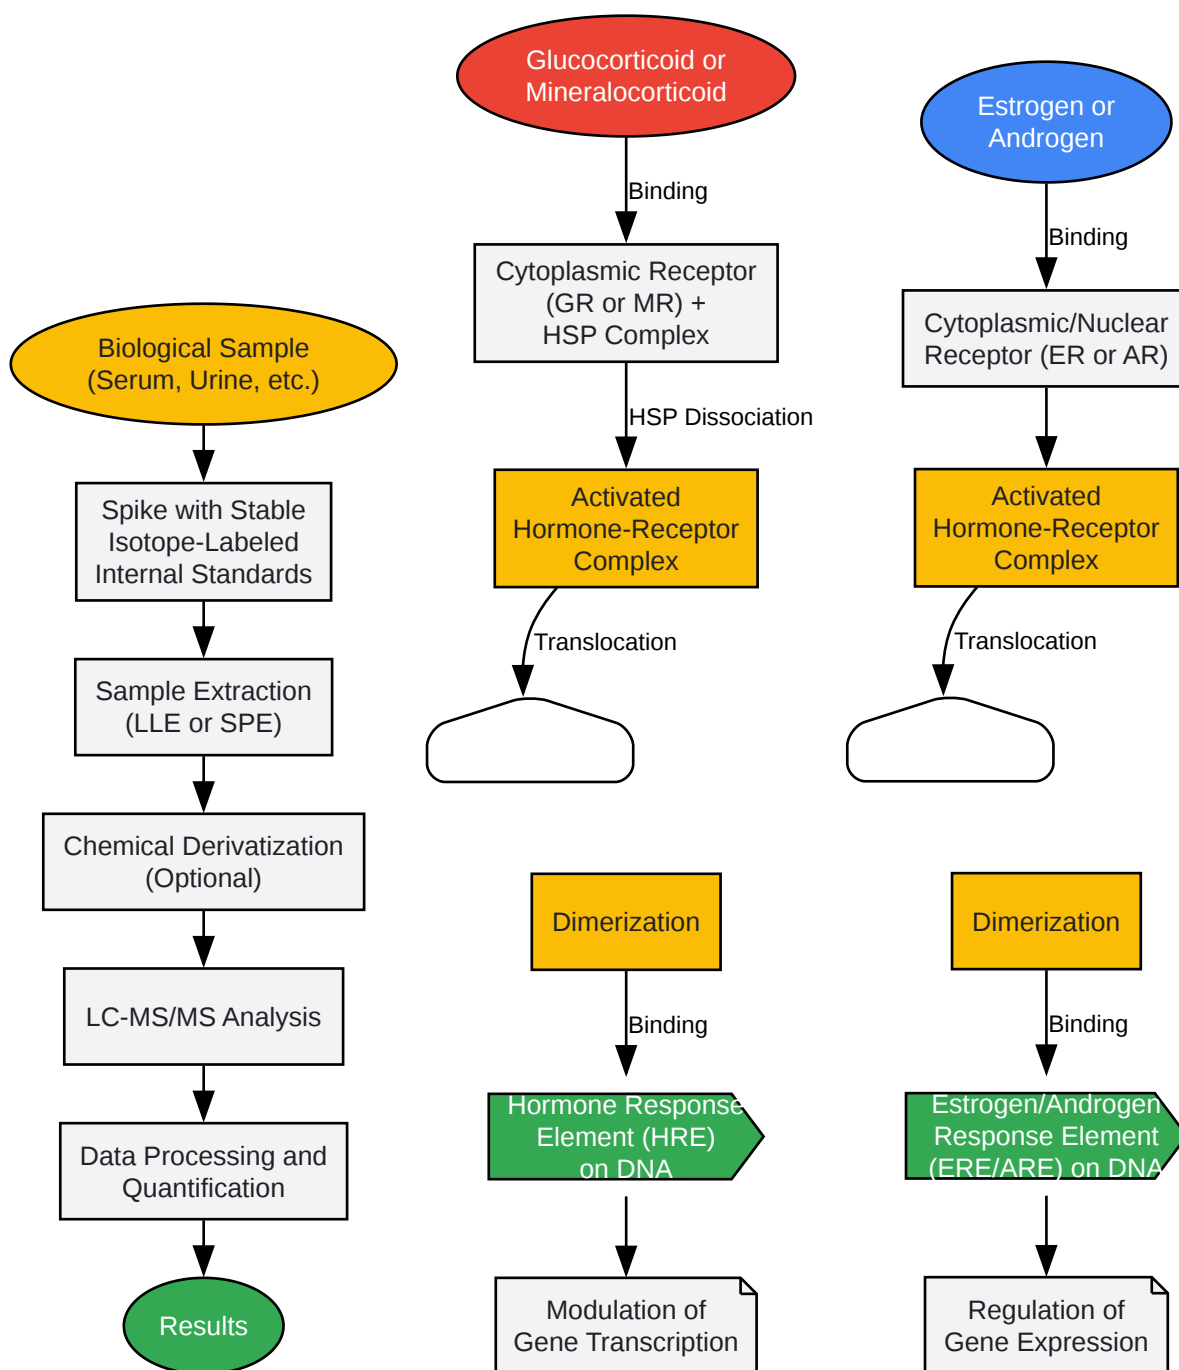 Biological Sample
(Serum, Urine, etc.)
Spike with Stable
Isotope-Labeled
Internal Standards
Sample Extraction
(LLE or SPE)
Chemical Derivatization
(Optional)
LC-MS/MS Analysis
Data Processing and
Quantification
Results
Glucocorticoid or
Mineralocorticoid
Binding
Cytoplasmic Receptor
(GR or MR) +
HSP Complex
HSP Dissociation
Activated
Hormone-Receptor
Complex
Translocation
Dimerization
Binding
Hormone Response
Element (HRE)
on DNA
Modulation of
Gene Transcription
Estrogen or
Androgen
Binding
Cytoplasmic/Nuclear
Receptor (ER or AR)
Activated
Hormone-Receptor
Complex
Translocation
Dimerization
Binding
Estrogen/Androgen
Response Element
(ERE/ARE) on DNA
Regulation of
Gene Expression